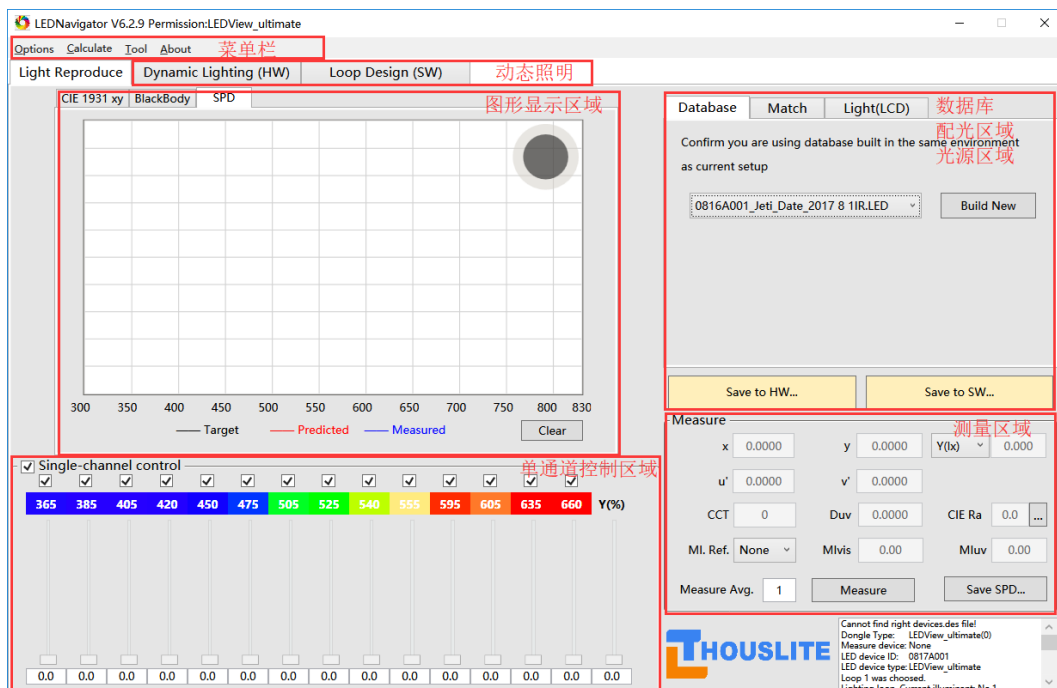 LEDNavigator V6.2.9 Permission:LEDView_ultimate
Options Calculate Tool About 菜单栏
Light Reproduce Dynamic Lighting (HW) Loop Design (SW) 动态照明
CIE 1931 xy BlackBody SPD
图形显示区域
300 350 400 450 500 550 600 650 700 750 800 830
Target Predicted Measured Clear
Database Match Light(LCD) 数据库
配光区域
Confirm you are using database built in the same environment
光源区域
as current setup
0816A001_Jeti_Date_2017 8 1IR.LED Build New
Save to HW... Save to SW...
Single-channel control 单通道控制区域
365 385 405 420 450 475 505 525 540 555 595 605 635 660 Y(%)
0.0 0.0 0.0 0.0 0.0 0.0 0.0 0.0 0.0 0.0 0.0 0.0 0.0 0.0
Measure 测量区域
x 0.0000 y 0.0000 Y(lx) 0.000
u' 0.0000 v' 0.0000
CCT 0 Duv 0.0000 CIE Ra 0.0 ...
MI. Ref. None MIvis 0.00 MIuv 0.00
Measure Avg. 1 Measure Save SPD...
THOUSLITE
Cannot find right devices.des file!
Dongle Type: LEDView_ultimate(0)
Measure device: None
LED device ID: 0817A001
LED device type: LEDView_ultimate
Loop 1 was choosed.
Lighting loop. Current illuminant: No.1